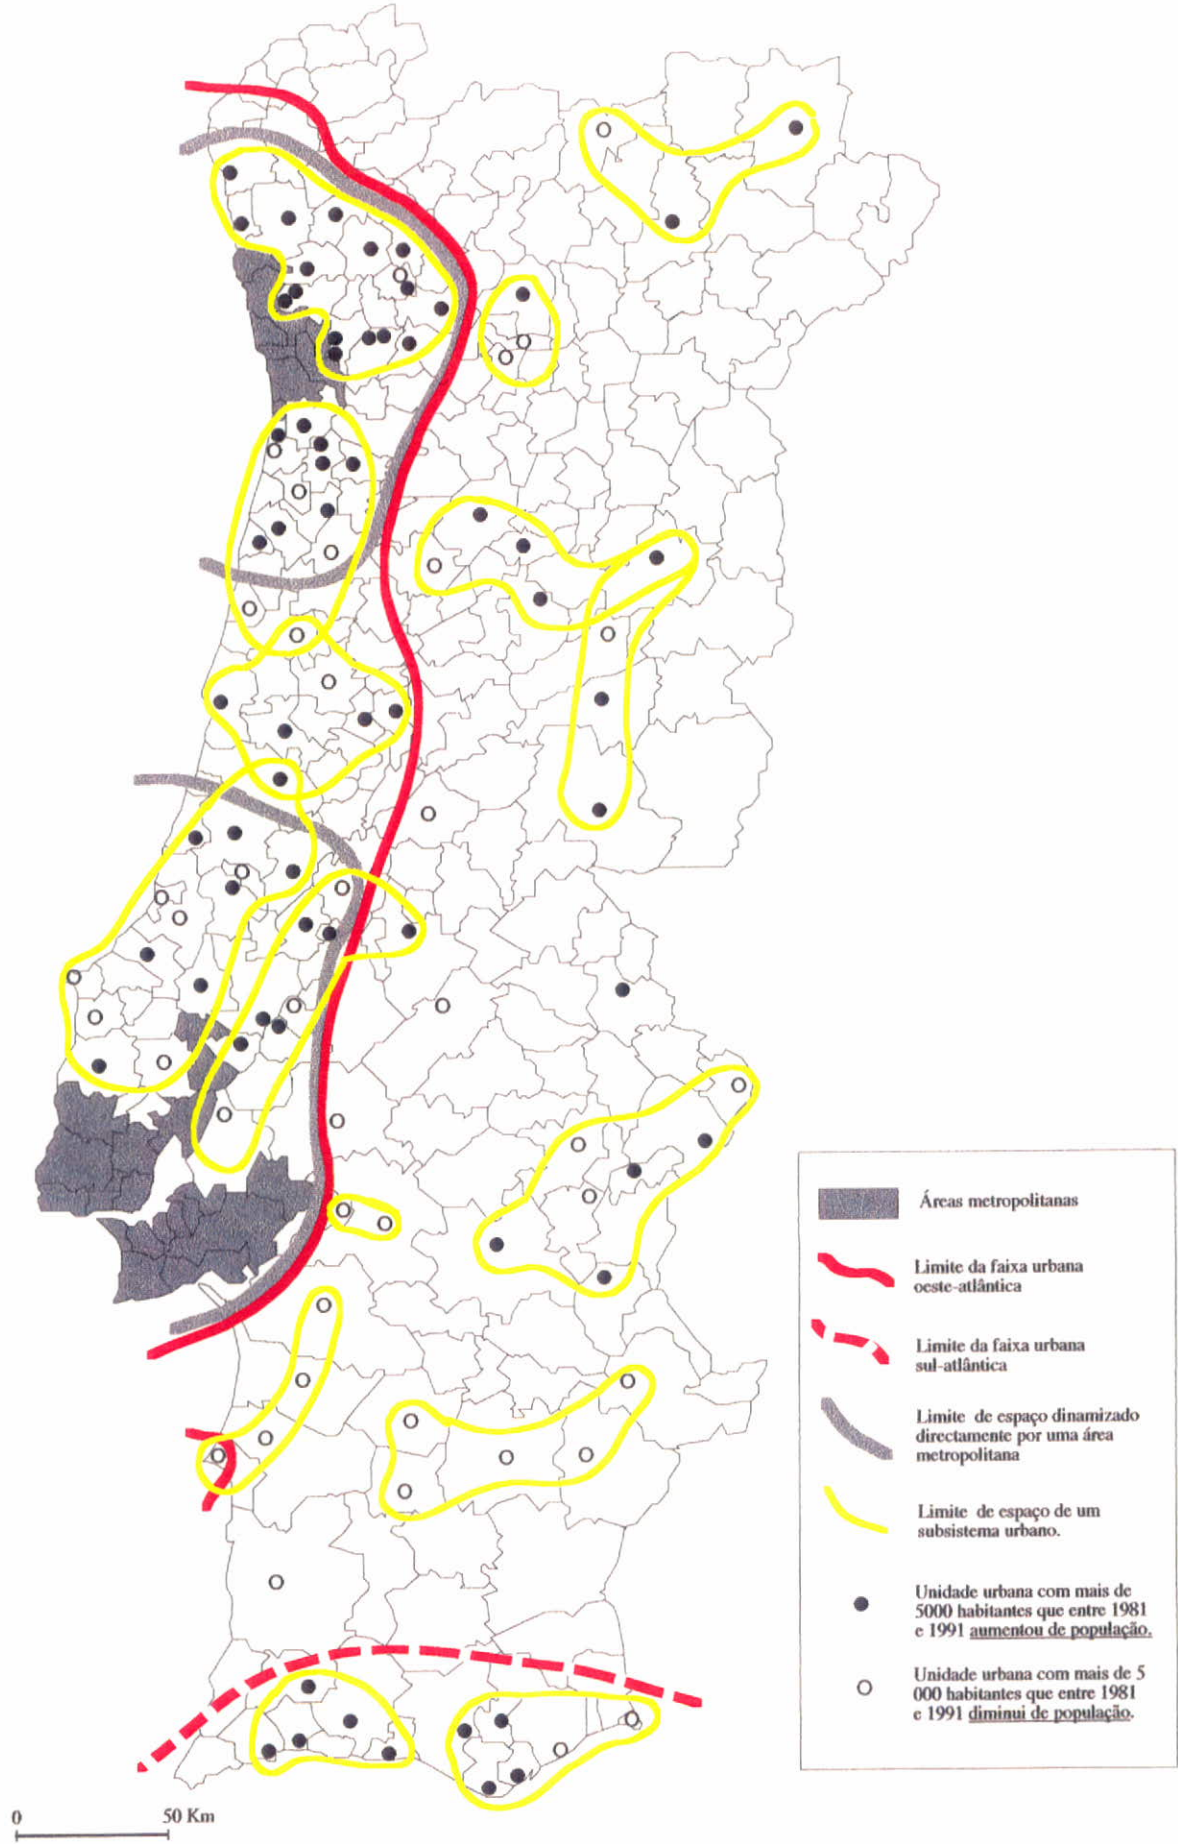 Áreas metropolitanas
Limite da faixa urbana
oeste-atlântica
Limite da faixa urbana
sul-atlântica
Limite de espaço dinamizado
directamente por uma área
metropolitana
Limite de espaço de um
subsistema urbano.
Unidade urbana com mais de
5000 habitantes que entre 1981
e 1991 aumentou de população.
Unidade urbana com mais de 5
000 habitantes que entre 1981
e 1991 diminui de população.
0 50 Km